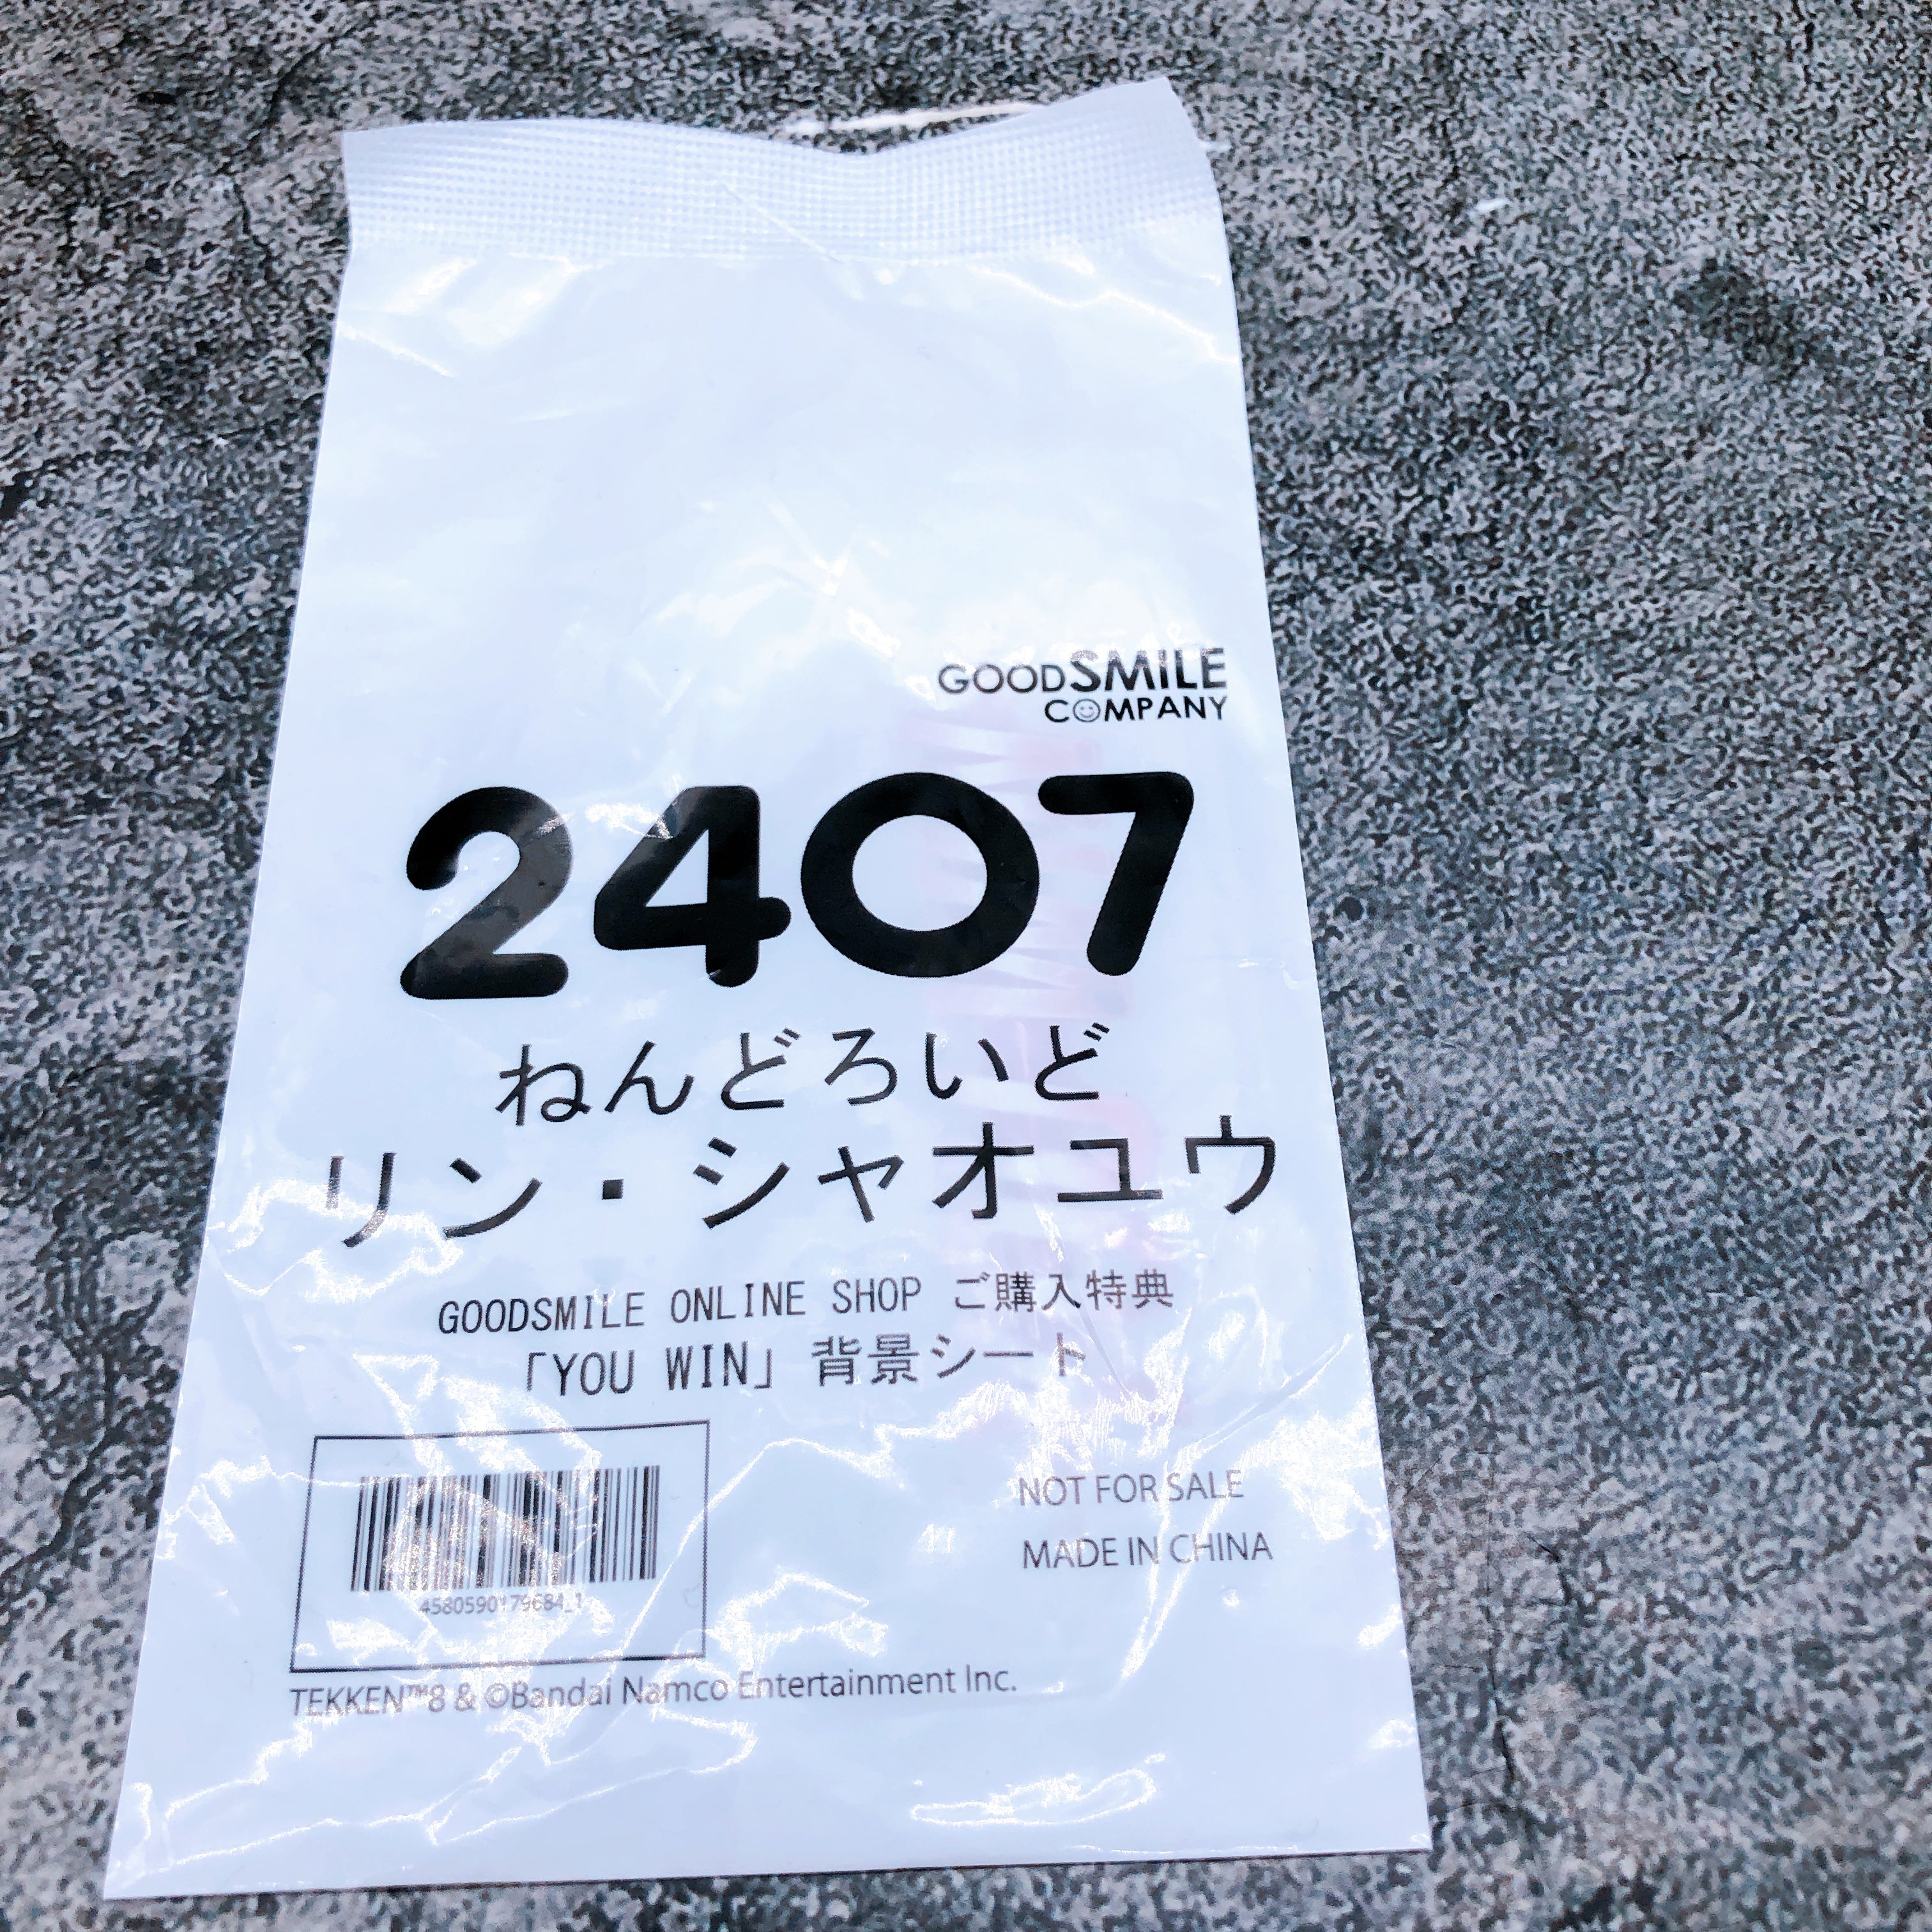 GOODSMILE
COMPANY
2407
ねんどろいど
リン・シャオユウ
GOODSMILE ONLINE SHOP ご購入特典
「YOU WIN」背景シート
NOT FOR SALE
MADE IN CHINA
4580590179684_1
TEKKEN™8 & ©Bandai Namco Entertainment Inc.